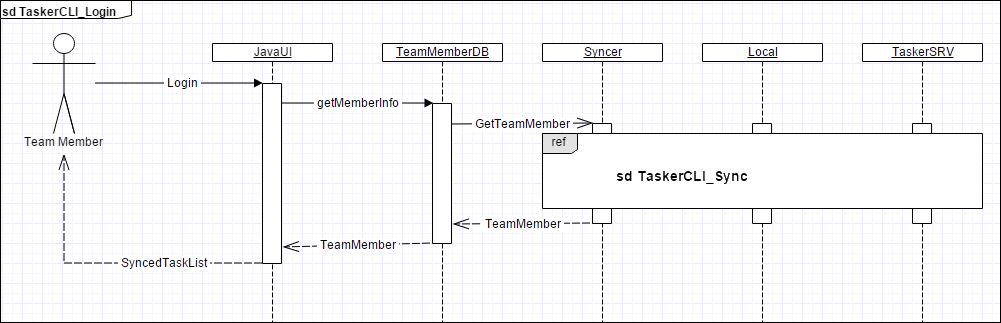 sd TaskerCLI_Login
JavaUI
TeamMemberDB
Syncer
Local
TaskerSRV
Login
getMemberInfo
GetTeamMember
Team Member
ref
sd TaskerCLI_Sync
TeamMember
TeamMember
SyncedTaskList